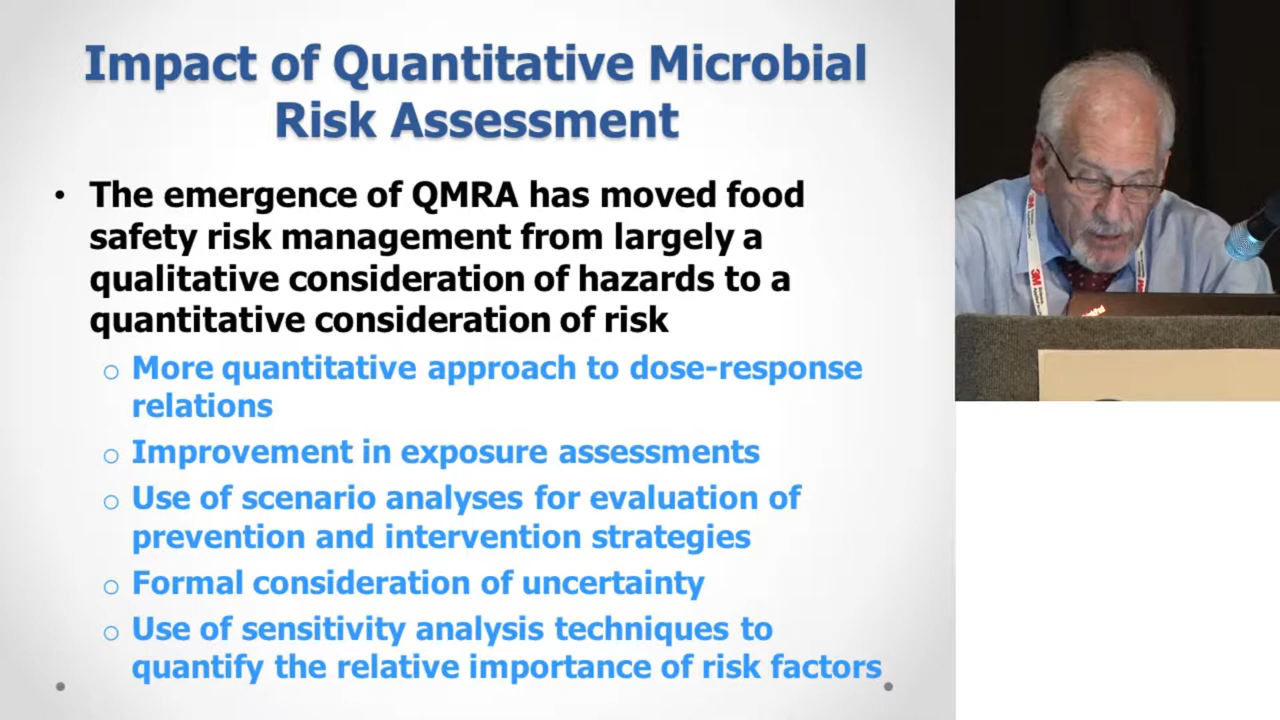 Impact of Quantitative Microbial
Risk Assessment
• The emergence of QMRA has moved food
safety risk management from largely a
qualitative consideration of hazards to a
quantitative consideration of risk
o More quantitative approach to dose-response
relations
o Improvement in exposure assessments
o Use of scenario analyses for evaluation of
prevention and intervention strategies
o Formal consideration of uncertainty
o Use of sensitivity analysis techniques to
quantify the relative importance of risk factors
3M
3M